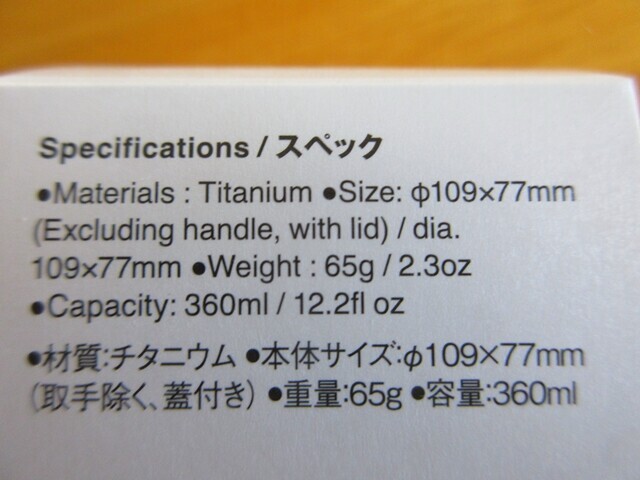 Specifications / スペック
●Materials : Titanium ●Size: φ109×77mm
(Excluding handle, with lid) / dia.
109×77mm ●Weight : 65g / 2.3oz
●Capacity: 360ml / 12.2fl oz
●材質:チタニウム ●本体サイズ:φ109×77mm
(取手除く、蓋付き) ●重量:65g ●容量:360ml